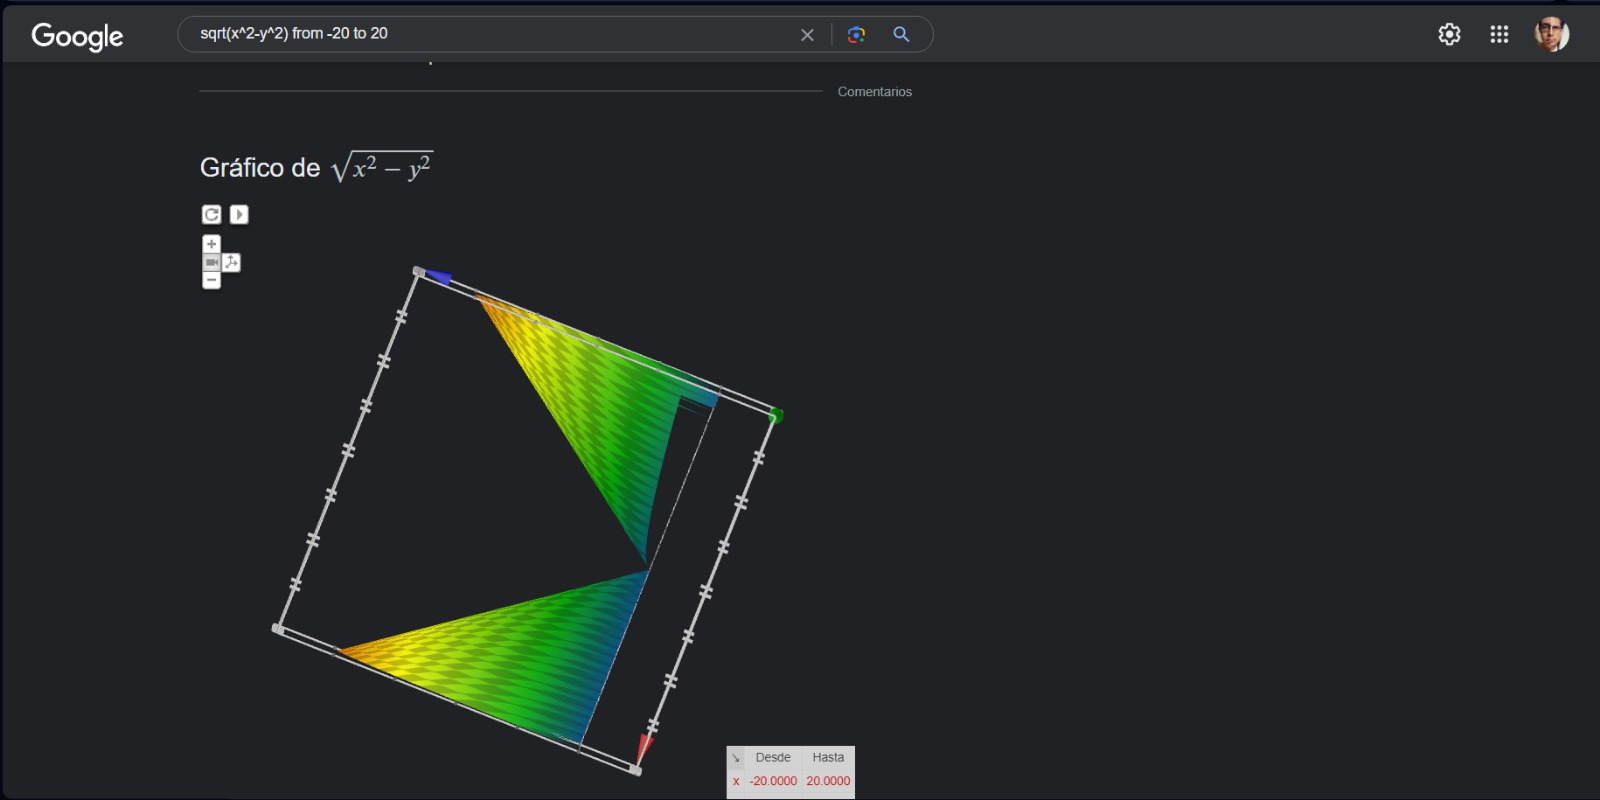 Google
sqrt(x^2-y^2) from -20 to 20
Comentarios
Gráfico de √x² − y²
Desde Hasta
x -20.0000 20.0000